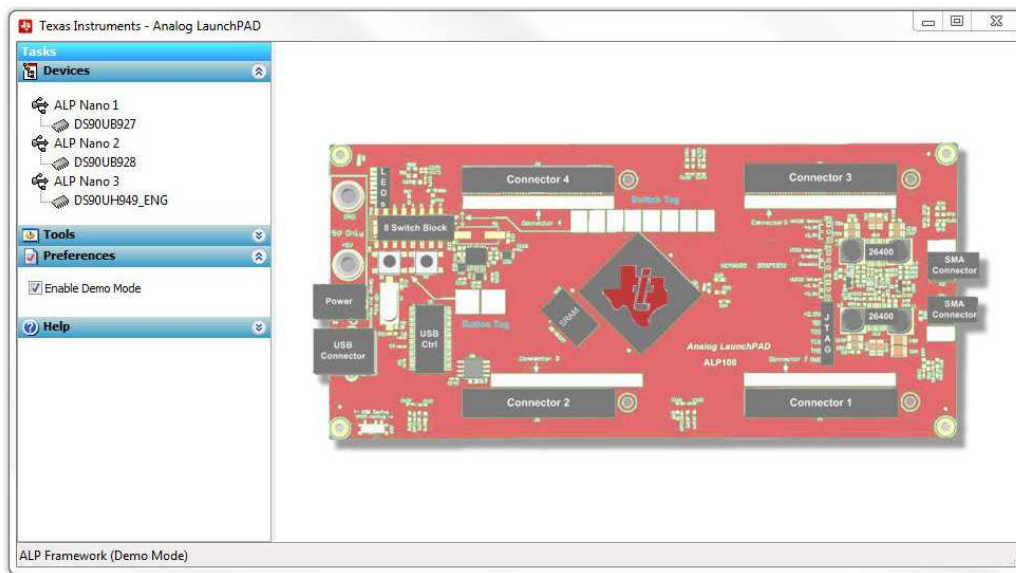 Texas Instruments - Analog LaunchPAD
Tasks
Devices
ALP Nano 1
DS90UB927
ALP Nano 2
DS90UB928
ALP Nano 3
DS90UH949_ENG
Tools
Preferences
Enable Demo Mode
Help
LEDs
Connector 4
Connector 3
Switch Tag
Connector 4
8 Switch Block
GND
26400
SMA
Connector
Power
SRAM
USB
Ctrl
Button Tag
USB
Connector
26400
SMA
Connector
JTAG
Analog LaunchPAD
ALP100
Connector 2
Connector 1
ALP Framework (Demo Mode)